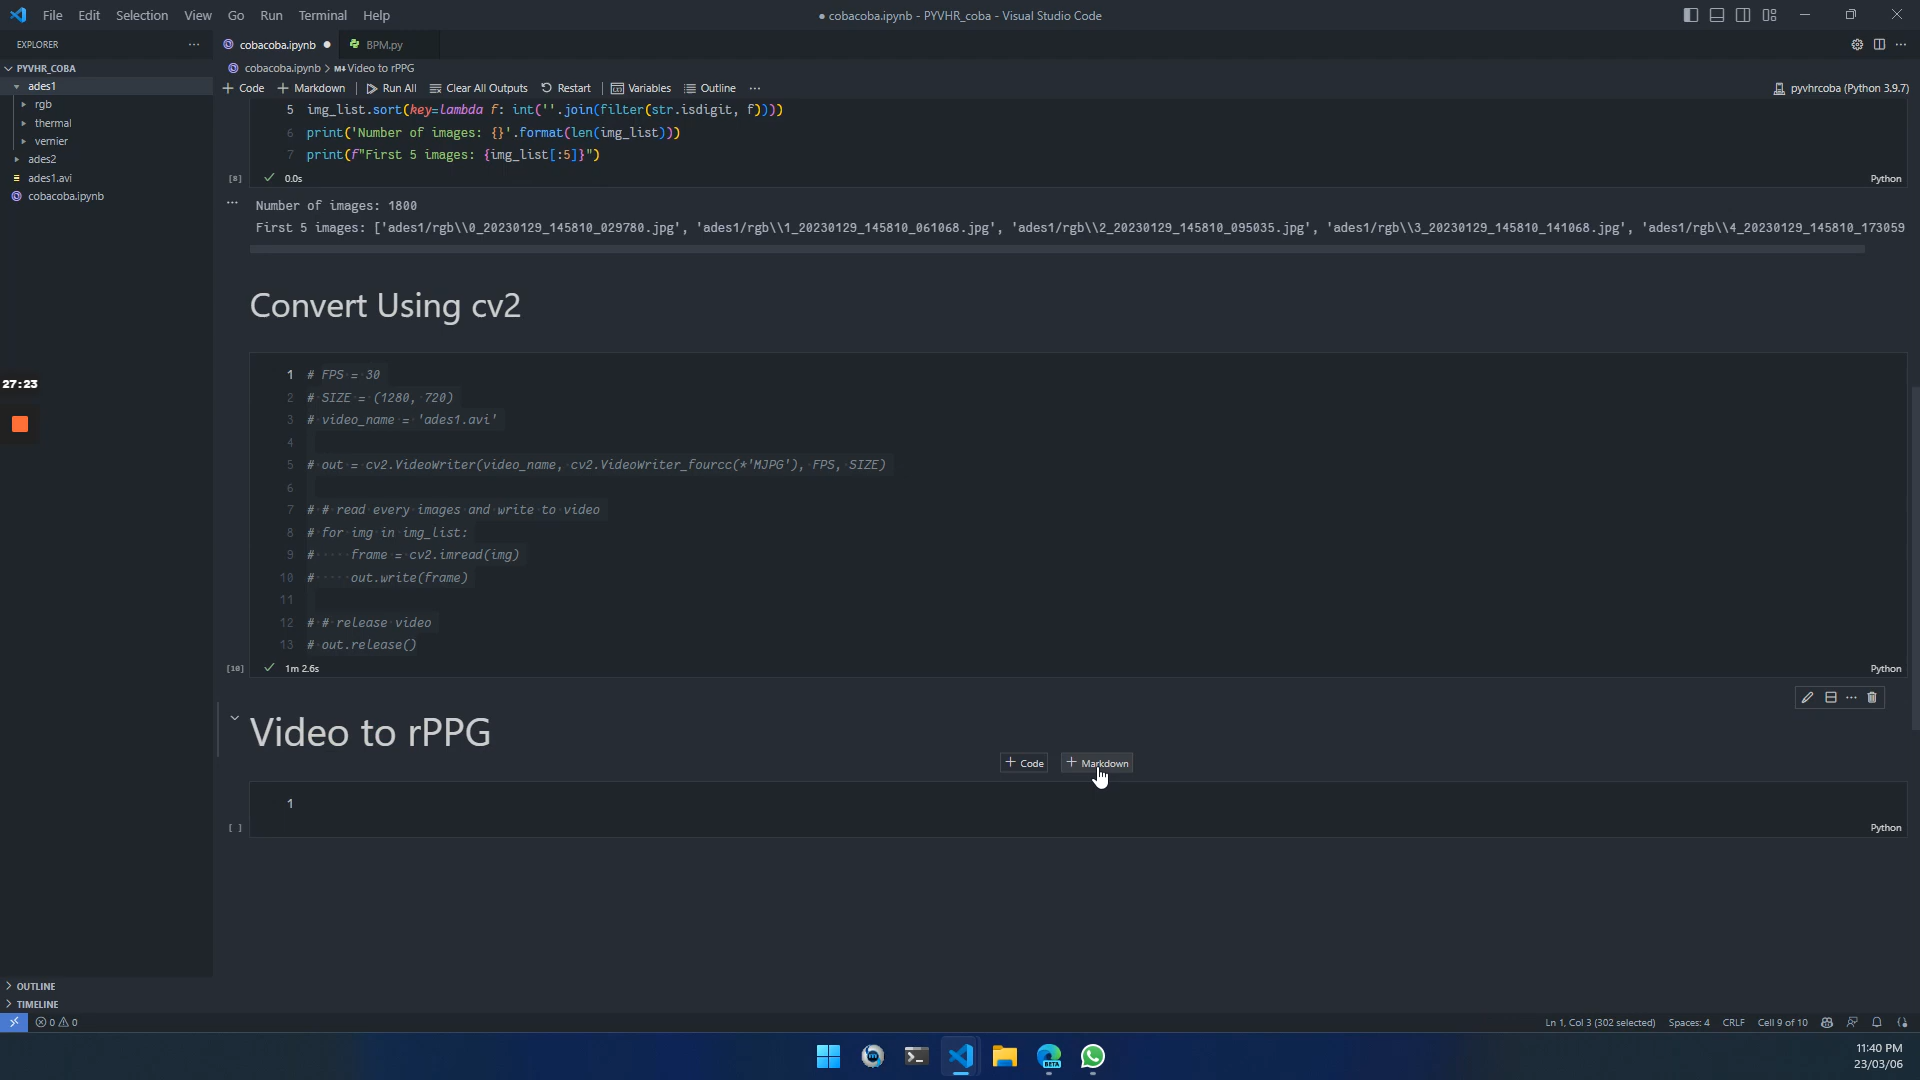 File Edit Selection View Go Run Terminal Help
● cobacoba.ipynb - PYVHR_coba - Visual Studio Code
EXPLORER
cobacoba.ipynb
BPM.py
PYVHR_COBA
cobacoba.ipynb > M↓ Video to rPPG
ades1
Code Markdown Run All Clear All Outputs Restart Variables Outline
pyvhrcoba (Python 3.9.7)
rgb
thermal
vernier
ades2
ades1.avi
cobacoba.ipynb
5 img_list.sort(key=lambda f: int(''.join(filter(str.isdigit, f))))
6 print('Number of images: {}'.format(len(img_list)))
7 print(f"First 5 images: {img_list[:5]}")
[8] 0.0s
Python
Number of images: 1800
First 5 images: ['ades1/rgb\\0_20230129_145810_029780.jpg', 'ades1/rgb\\1_20230129_145810_061068.jpg', 'ades1/rgb\\2_20230129_145810_095035.jpg', 'ades1/rgb\\3_20230129_145810_141068.jpg', 'ades1/rgb\\4_20230129_145810_173059
Convert Using cv2
27:23
1 # FPS = 30
2 # SIZE = (1280, 720)
3 # video_name = 'ades1.avi'
4
5 # out = cv2.VideoWriter(video_name, cv2.VideoWriter_fourcc(*'MJPG'), FPS, SIZE)
6
7 # # read every images and write to video
8 # for img in img_list:
9 #     frame = cv2.imread(img)
10 #     out.write(frame)
11
12 # # release video
13 # out.release()
[10] 1m 2.6s
Python
Video to rPPG
Code Markdown
1
[ ]
Python
OUTLINE
TIMELINE
0 0
Ln 1, Col 3 (302 selected) Spaces: 4 CRLF Cell 9 of 10
BETA
11:40 PM
23/03/06